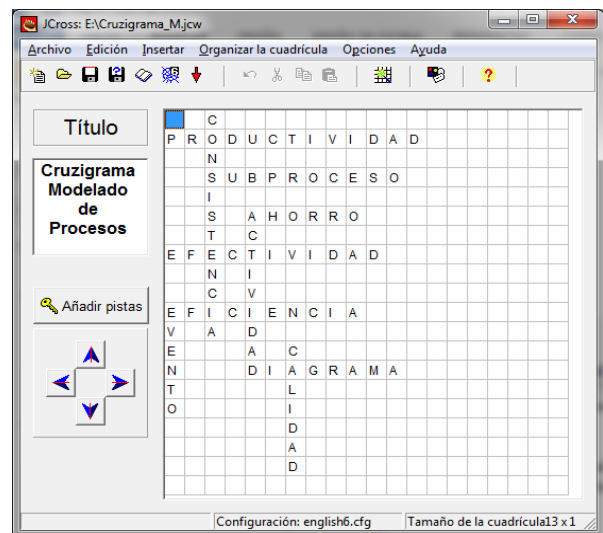 JCross: E:\Cruzigrama_M.jcw
Archivo Edición Insertar Organizar la cuadrícula Opciones Ayuda
Título
Cruzigrama
Modelado
de
Procesos
Añadir pistas
C
P R O D U C T I V I D A D
N
S U B P R O C E S O
I
S A H O R R O
T C
E F E C T I V I D A D
N I
C V
E F I C I E N C I A
V A D
E A C
N D I A G R A M A
T L
O I
D
A
D
Configuración: english6.cfg Tamaño de la cuadrícula13 x 1